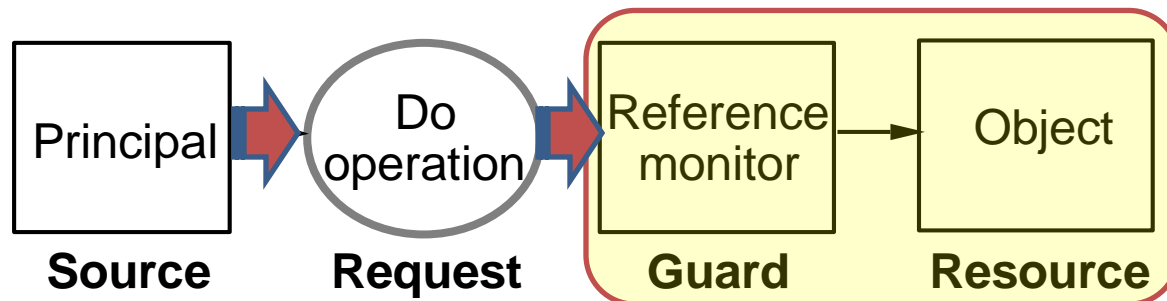 Principal
Do
operation
Reference
monitor
Object
Source
Request
Guard
Resource